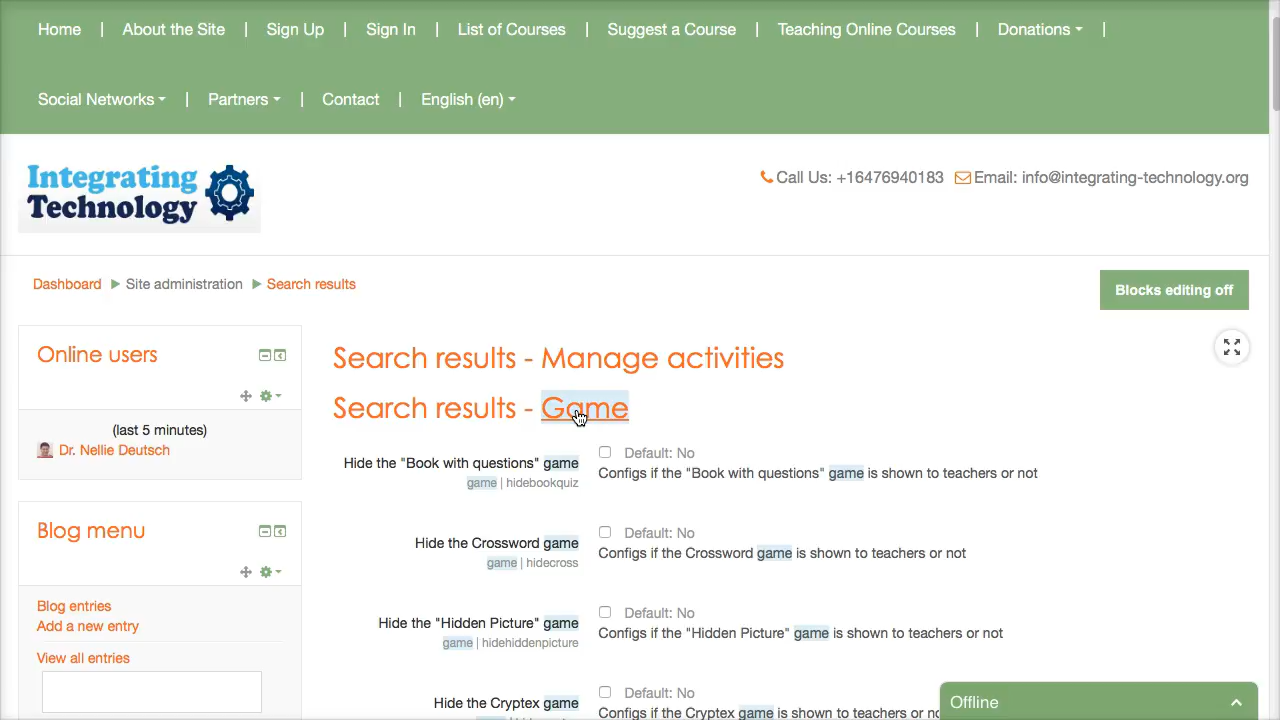 Home | About the Site | Sign Up | Sign In | List of Courses | Suggest a Course | Teaching Online Courses | Donations |
Social Networks | Partners | Contact | English (en)
Integrating
Technology
Call Us: +16476940183 Email: info@integrating-technology.org
Dashboard Site administration Search results
Blocks editing off
Online users
(last 5 minutes)
Dr. Nellie Deutsch
Blog menu
Blog entries
Add a new entry
View all entries
Search results - Manage activities
Search results - Game
Hide the "Book with questions" game
game | hidebookquiz
Default: No
Configs if the "Book with questions" game is shown to teachers or not
Hide the Crossword game
game | hidecross
Default: No
Configs if the Crossword game is shown to teachers or not
Hide the "Hidden Picture" game
game | hidehiddenpicture
Default: No
Configs if the "Hidden Picture" game is shown to teachers or not
Hide the Cryptex game
Default: No
Configs if the Cryptex game is shown to teachers or
Offline